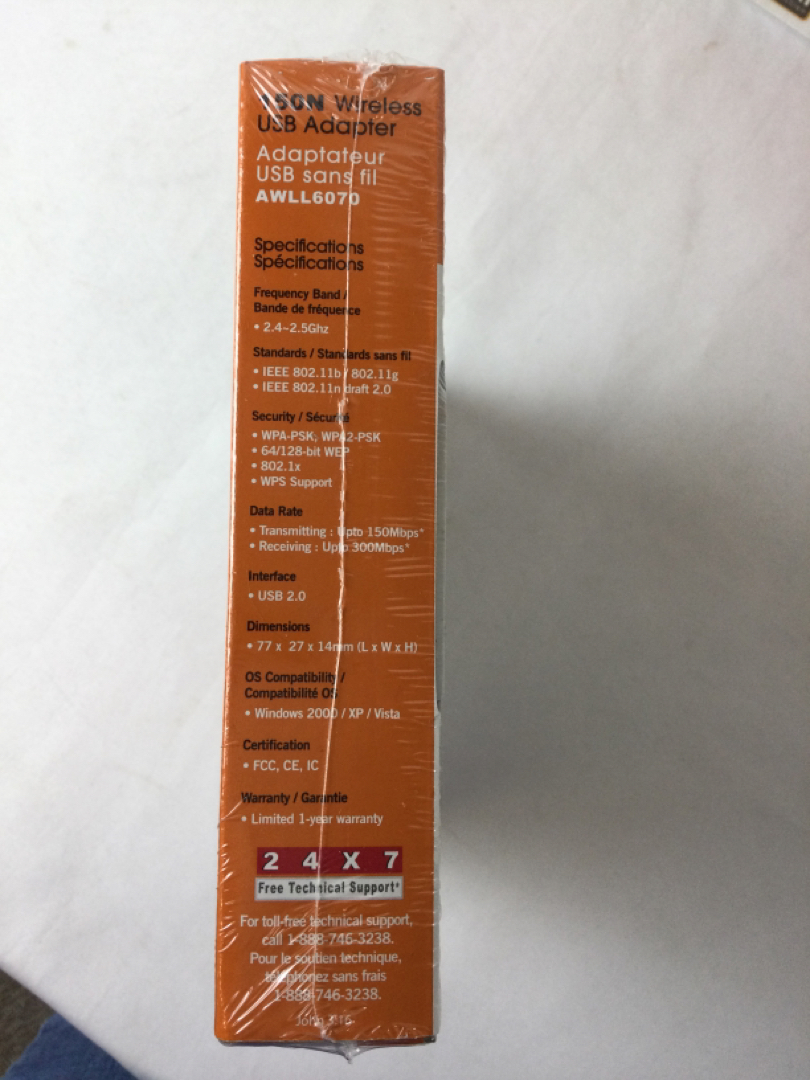 150N Wireless
USB Adapter
Adaptateur
USB sans fil
AWLL6070
Specifications
Spécifications
Frequency Band /
Bande de fréquence
• 2.4~2.5Ghz
Standards / Standards sans fil
• IEEE 802.11b / 802.11g
• IEEE 802.11n draft 2.0
Security / Sécurité
• WPA-PSK, WPA2-PSK
• 64/128-bit WEP
• 802.1x
• WPS Support
Data Rate
• Transmitting : Upto 150Mbps*
• Receiving : Upto 300Mbps*
Interface
• USB 2.0
Dimensions
• 77 x 27 x 14mm (L x W x H)
OS Compatibility /
Compatibilité OS
• Windows 2000 / XP / Vista
Certification
• FCC, CE, IC
Warranty / Garantie
• Limited 1-year warranty
2 4 X 7
Free Technical Support*
For toll-free technical support,
call 1-888-746-3238.
Pour le soutien technique,
téléphonez sans frais
1-888-746-3238.
John 3:16